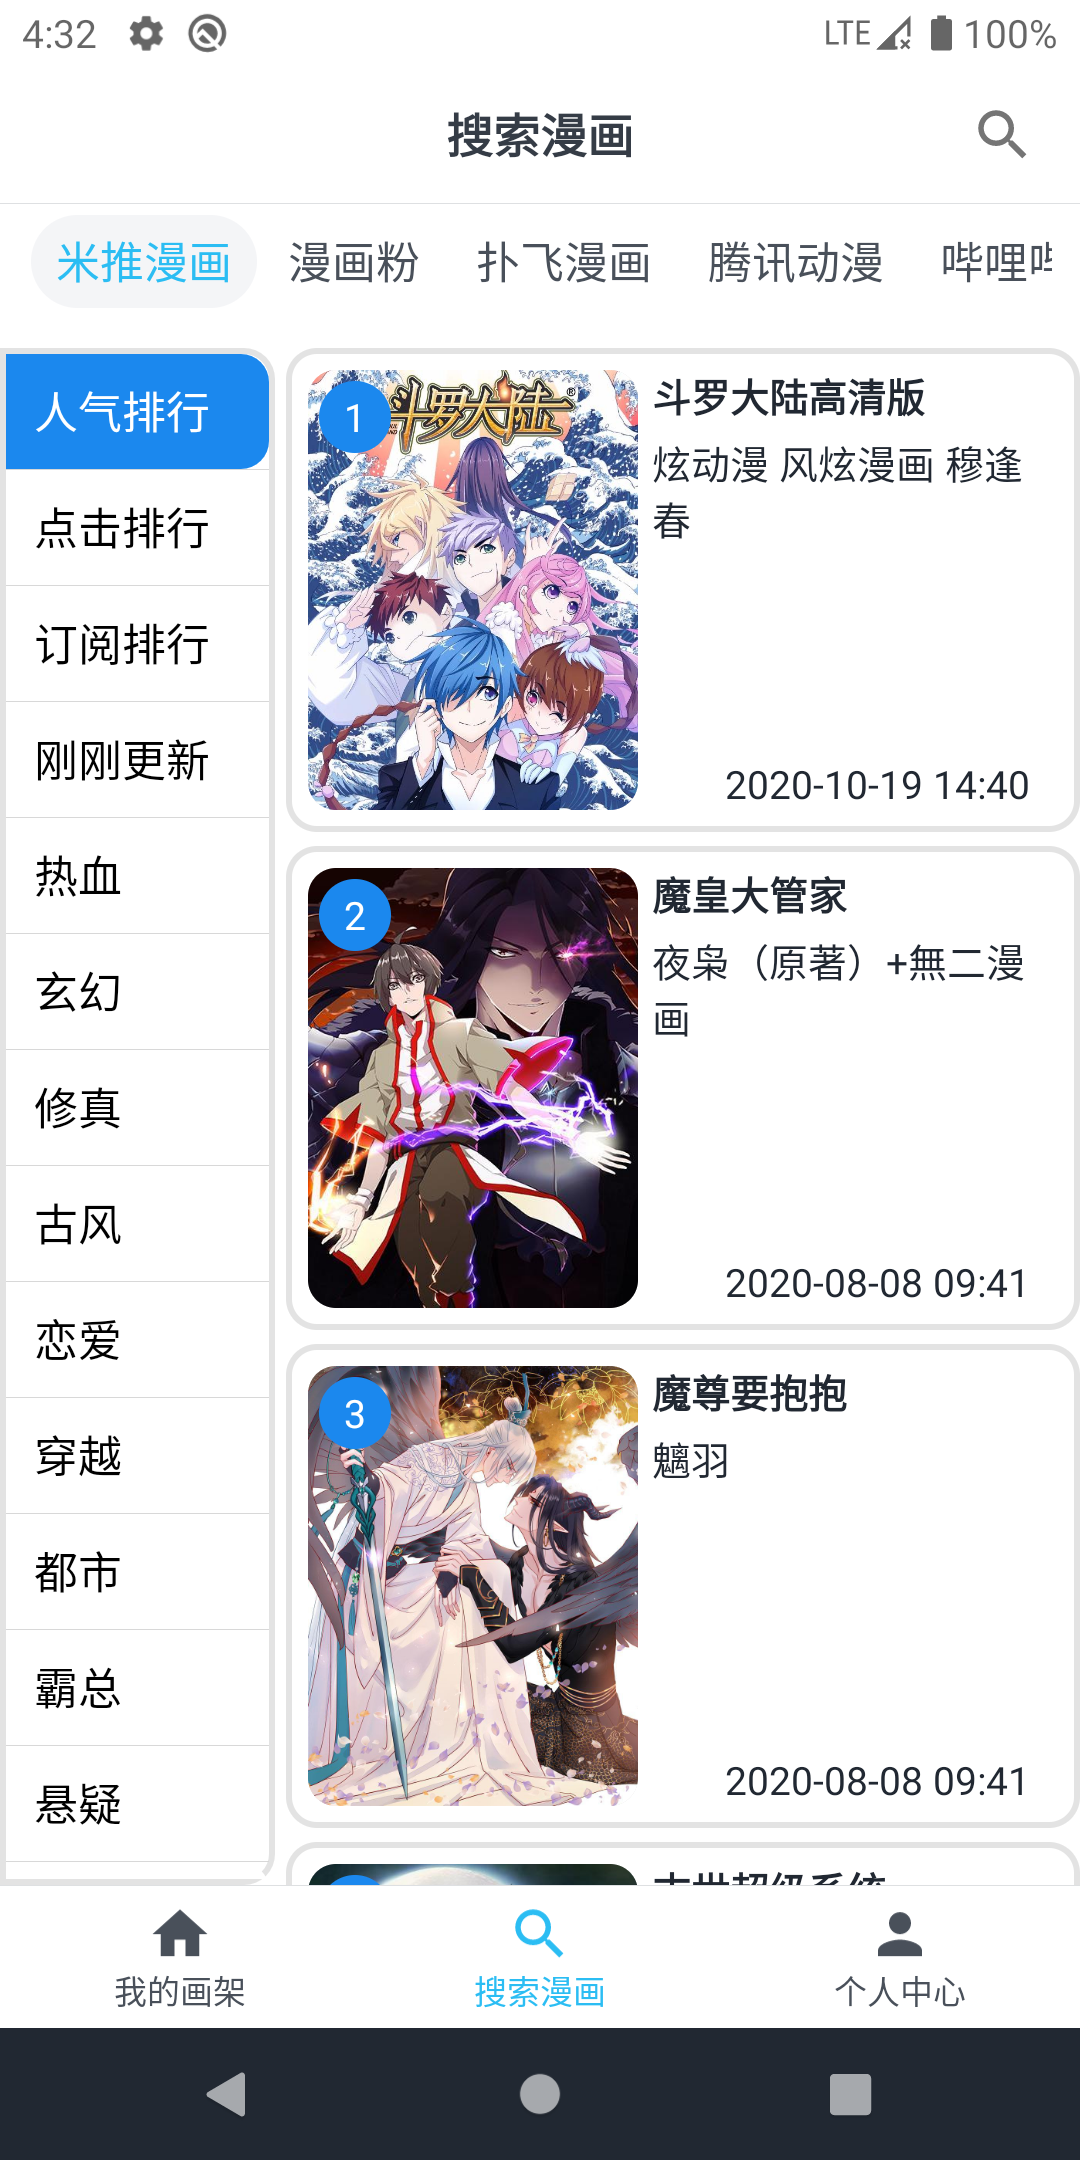 4:32 LTE 100%
搜索漫画
米推漫画 漫画粉 扑飞漫画 腾讯动漫 哔哩
人气排行
点击排行
订阅排行
刚刚更新
热血
玄幻
修真
古风
恋爱
穿越
都市
霸总
悬疑
1
斗罗大陆
斗罗大陆高清版
炫动漫 风炫漫画 穆逢
春
2020-10-19 14:40
2
魔皇大管家
夜枭（原著）+無二漫
画
2020-08-08 09:41
3
魔尊要抱抱
魑羽
2020-08-08 09:41
我的画架 搜索漫画 个人中心